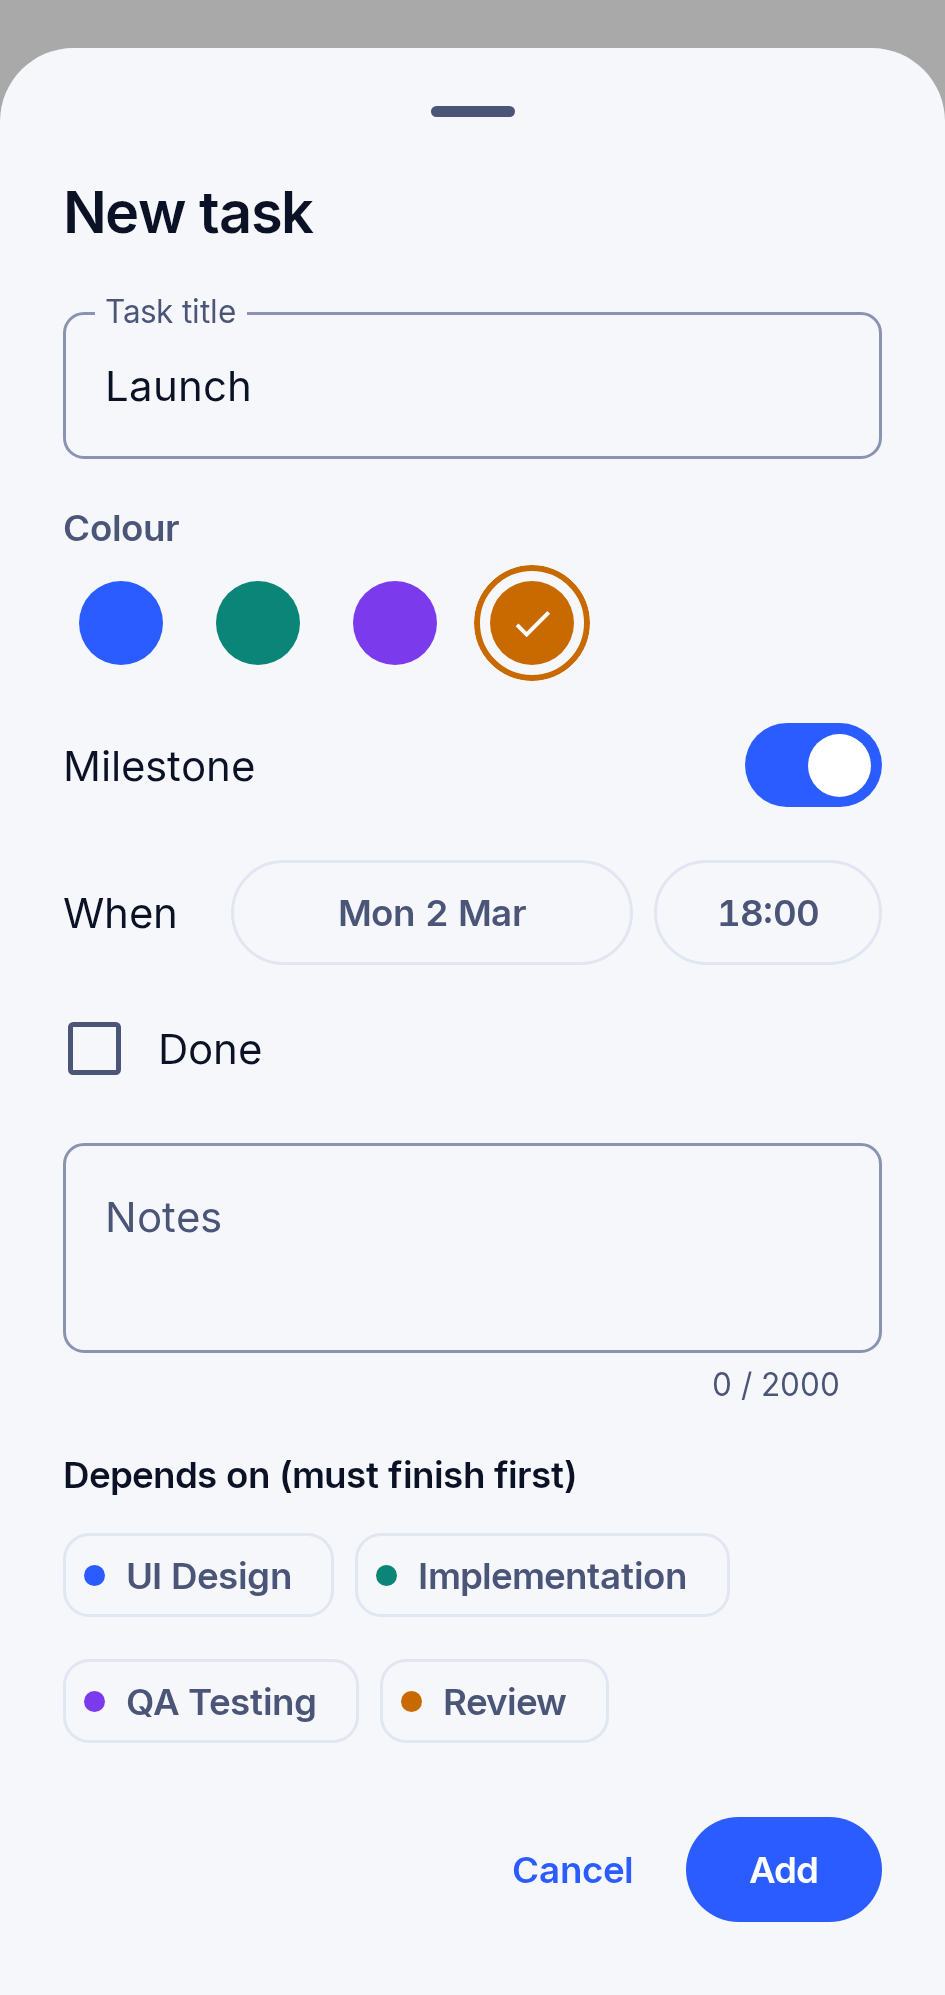 New task
Task title
Launch
Colour
Milestone
When Mon 2 Mar 18:00
Done
Notes
0 / 2000
Depends on (must finish first)
UI Design Implementation
QA Testing Review
Cancel Add